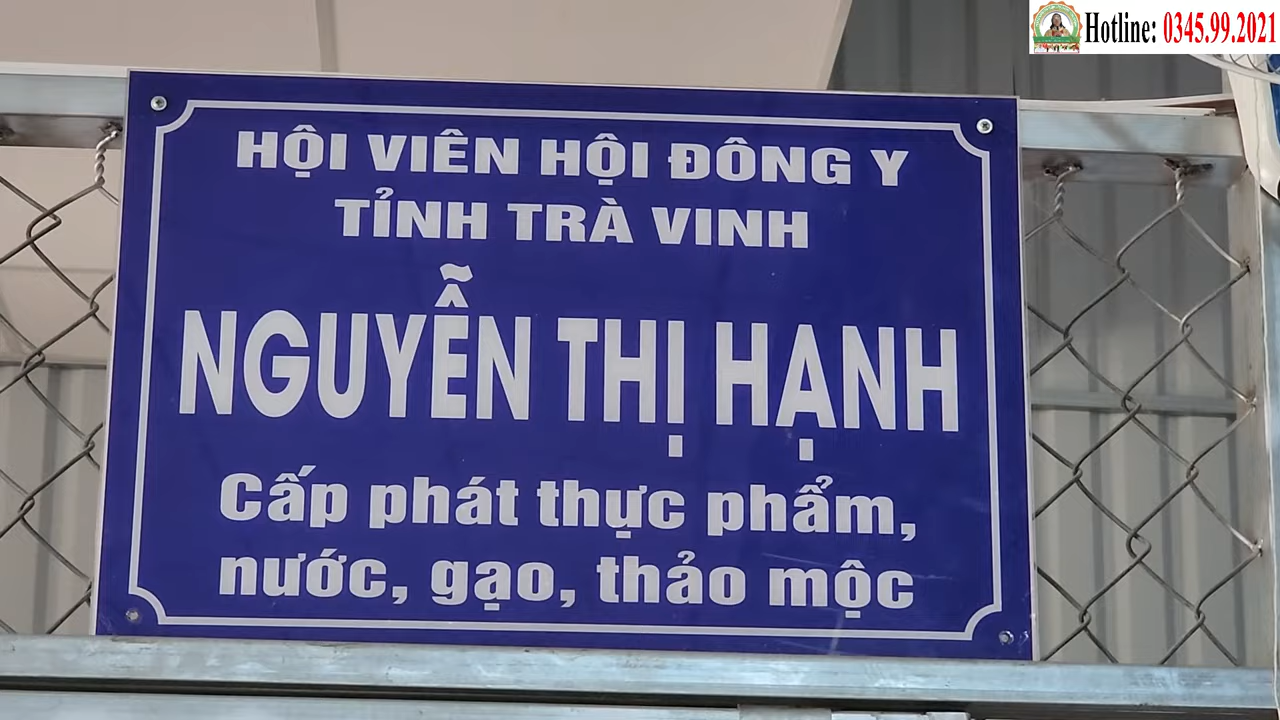 Hotline: 0345.99.2021
HỘI VIÊN HỘI ĐÔNG Y
TỈNH TRÀ VINH
NGUYỄN THỊ HẠNH
Cấp phát thực phẩm,
nước, gạo, thảo mộc